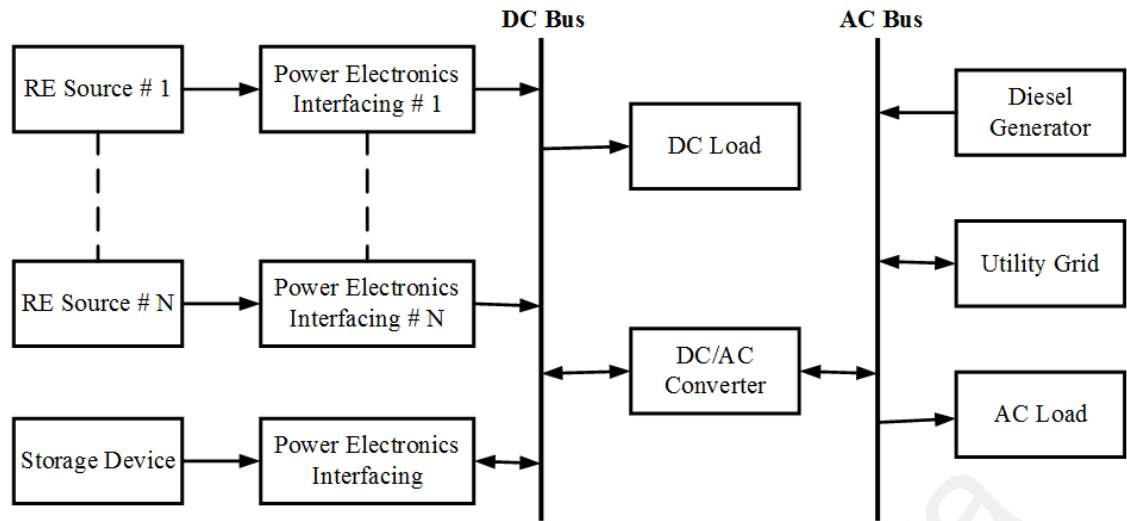 DC Bus
AC Bus
RE Source # 1
Power Electronics
Interfacing # 1
DC Load
Diesel
Generator
RE Source # N
Power Electronics
Interfacing # N
Utility Grid
DC/AC
Converter
Storage Device
Power Electronics
Interfacing
AC Load